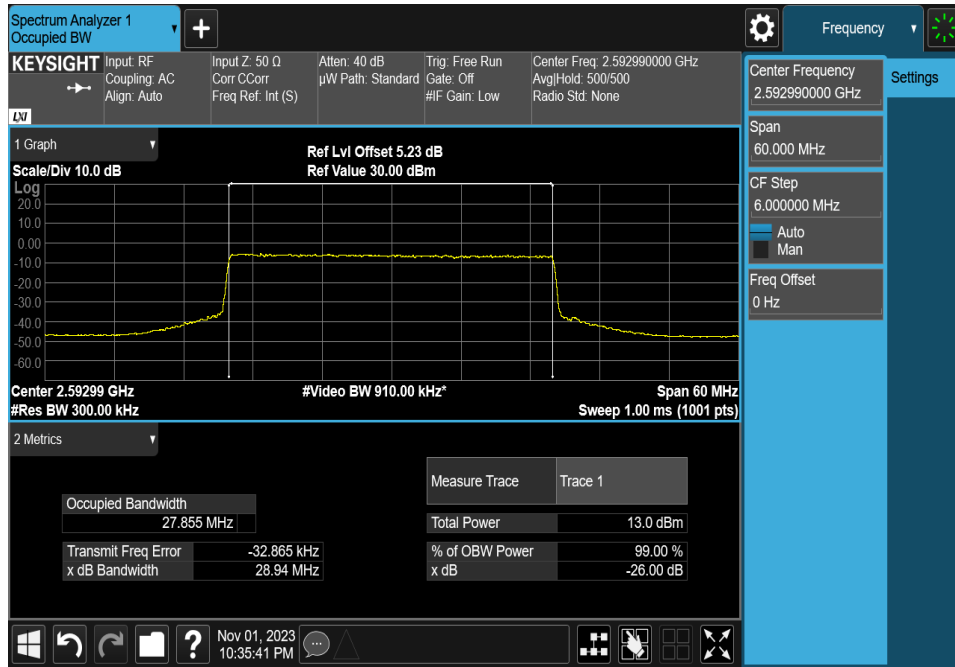 Spectrum Analyzer 1
Occupied BW
Frequency
KEYSIGHT
LXI
Input: RF
Coupling: AC
Align: Auto
Input Z: 50 Ω
Corr CCorr
Freq Ref: Int (S)
Atten: 40 dB
µW Path: Standard
Trig: Free Run
Gate: Off
#IF Gain: Low
Center Freq: 2.592990000 GHz
Avg|Hold: 500/500
Radio Std: None
1 Graph
Scale/Div 10.0 dB
Ref Lvl Offset 5.23 dB
Ref Value 30.00 dBm
Log
20.0
10.0
0.00
-10.0
-20.0
-30.0
-40.0
-50.0
-60.0
Center 2.59299 GHz
#Res BW 300.00 kHz
#Video BW 910.00 kHz*
Span 60 MHz
Sweep 1.00 ms (1001 pts)
2 Metrics
Occupied Bandwidth
27.855 MHz
Transmit Freq Error -32.865 kHz
x dB Bandwidth 28.94 MHz
Measure Trace Trace 1
Total Power 13.0 dBm
% of OBW Power 99.00 %
x dB -26.00 dB
Center Frequency
2.592990000 GHz
Settings
Span
60.000 MHz
CF Step
6.000000 MHz
Auto
Man
Freq Offset
0 Hz
?
Nov 01, 2023
10:35:41 PM